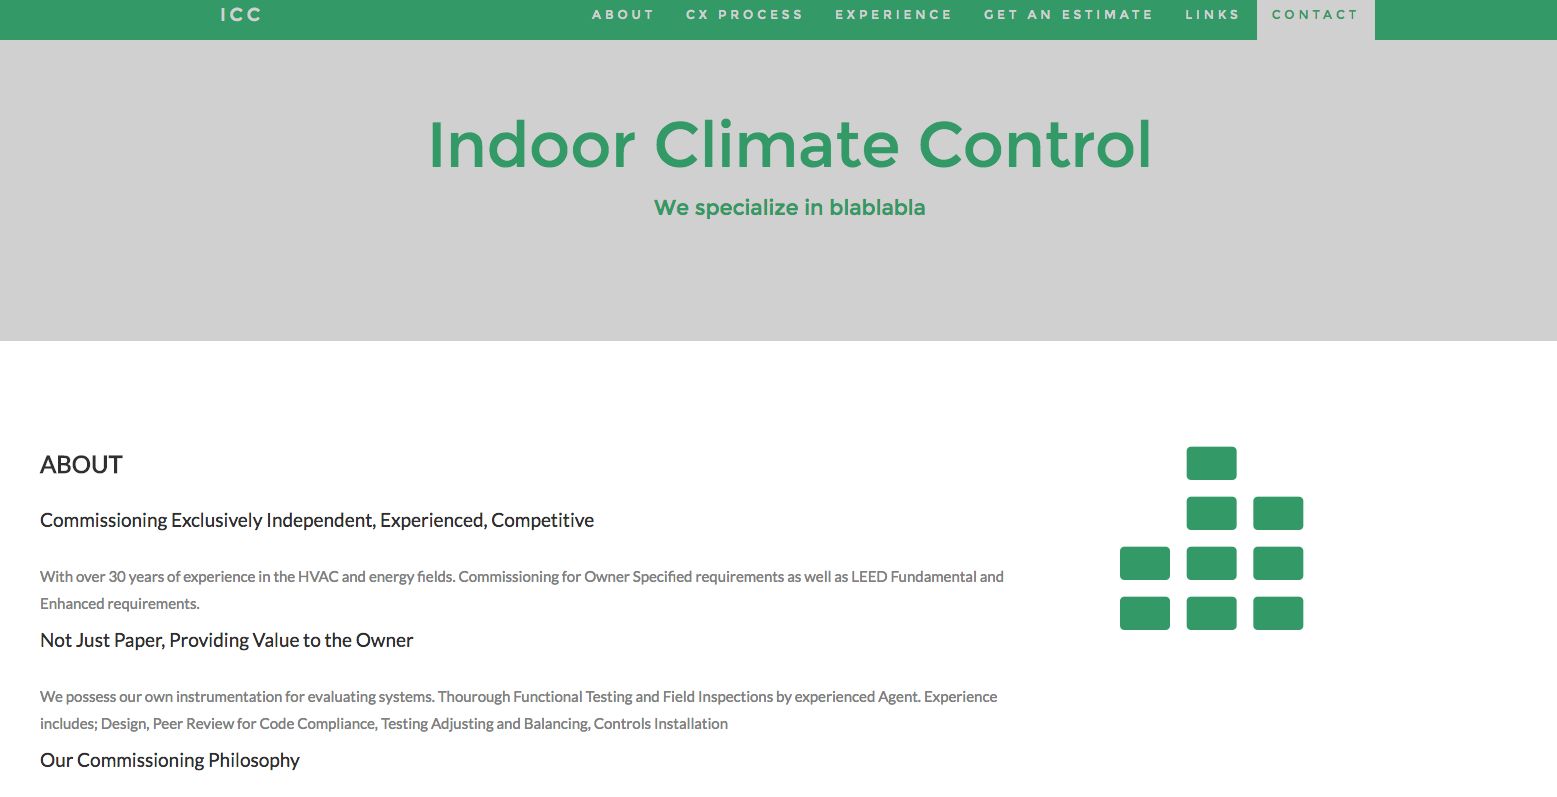 ICC
ABOUT CX PROCESS EXPERIENCE GET AN ESTIMATE LINKS CONTACT
Indoor Climate Control
We specialize in blablabla
ABOUT
Commissioning Exclusively Independent, Experienced, Competitive
With over 30 years of experience in the HVAC and energy fields. Commissioning for Owner Specified requirements as well as LEED Fundamental and
Enhanced requirements.
Not Just Paper, Providing Value to the Owner
We possess our own instrumentation for evaluating systems. Thourough Functional Testing and Field Inspections by experienced Agent. Experience
includes; Design, Peer Review for Code Compliance, Testing Adjusting and Balancing, Controls Installation
Our Commissioning Philosophy